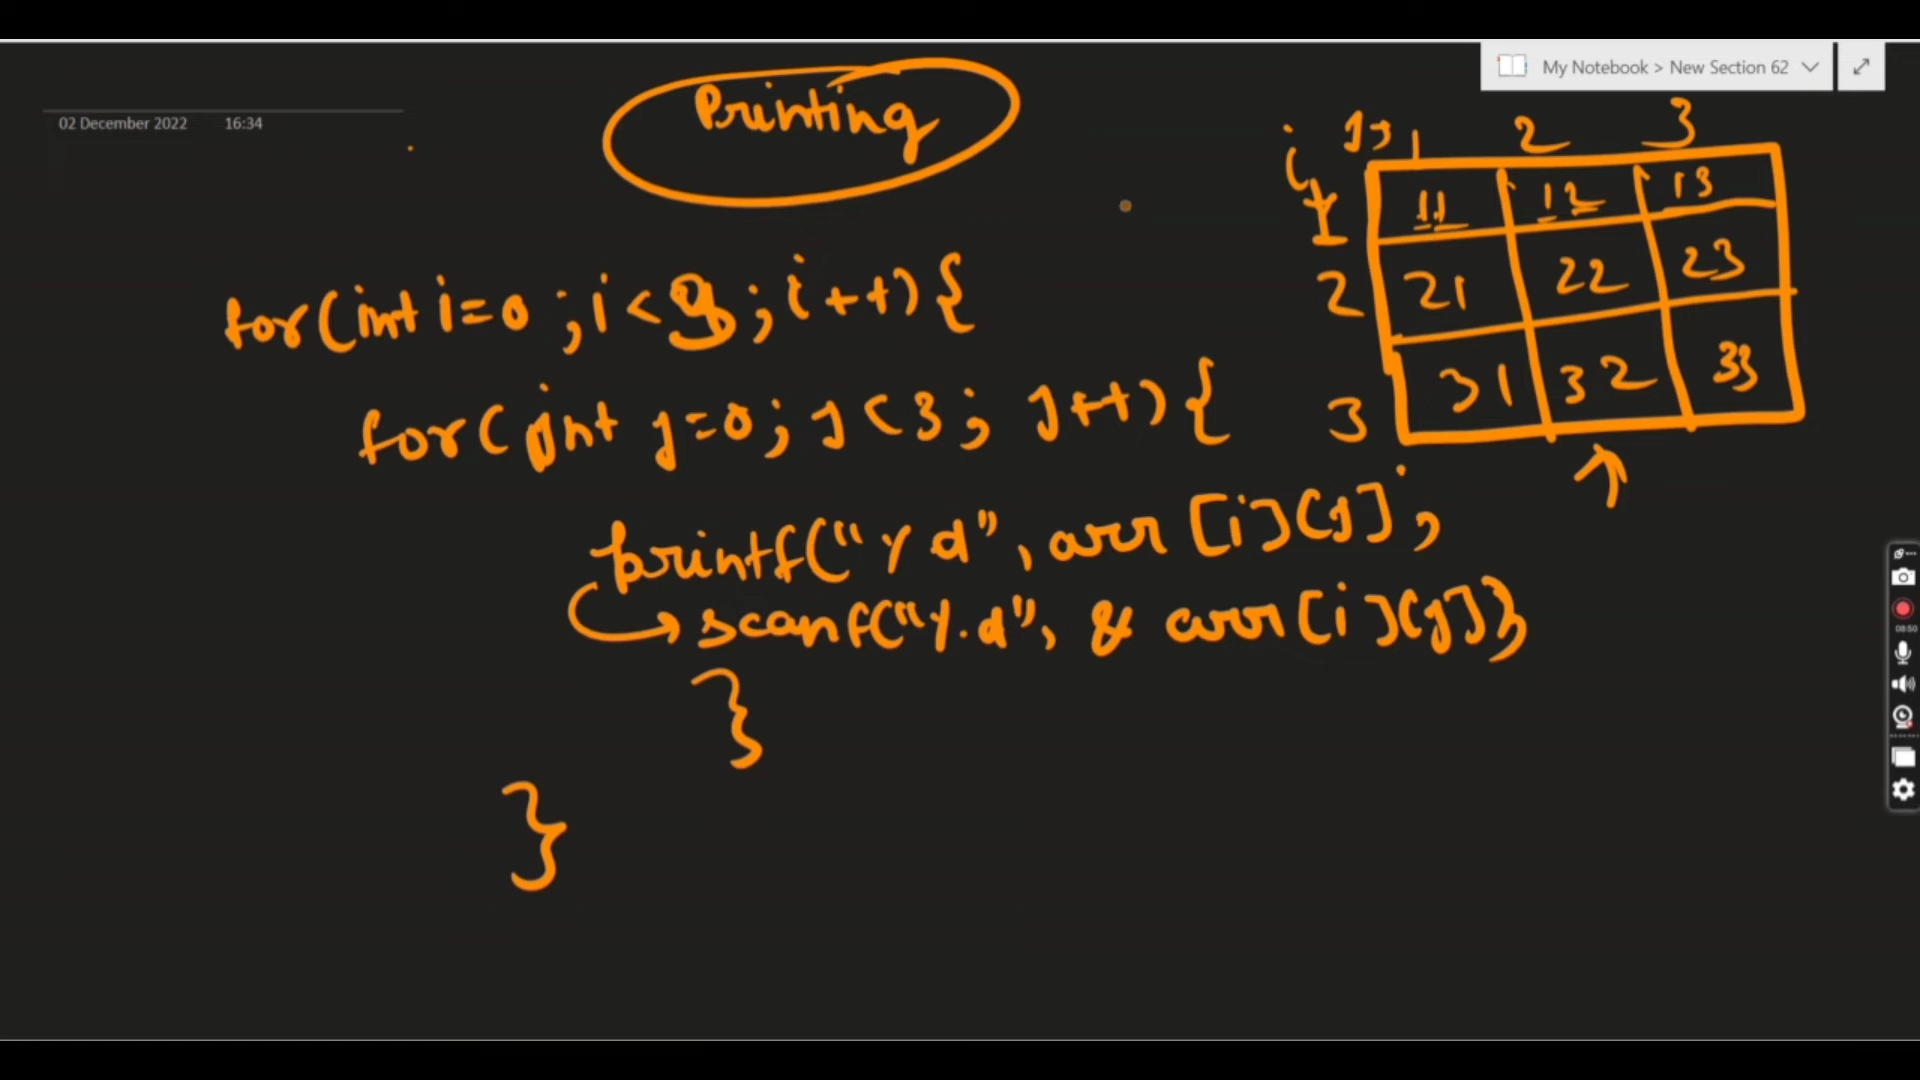 My Notebook > New Section 62
02 December 2022 16:34
Printing
i j 1 2 3
1 11 12 13
2 21 22 23
3 31 32 33
for(int i=0;i<3;i++){
for(int j=0;j<3;j++){
printf("%d",arr[i][j];
scanf("%d",&arr[i][j]);
}
}
08:50